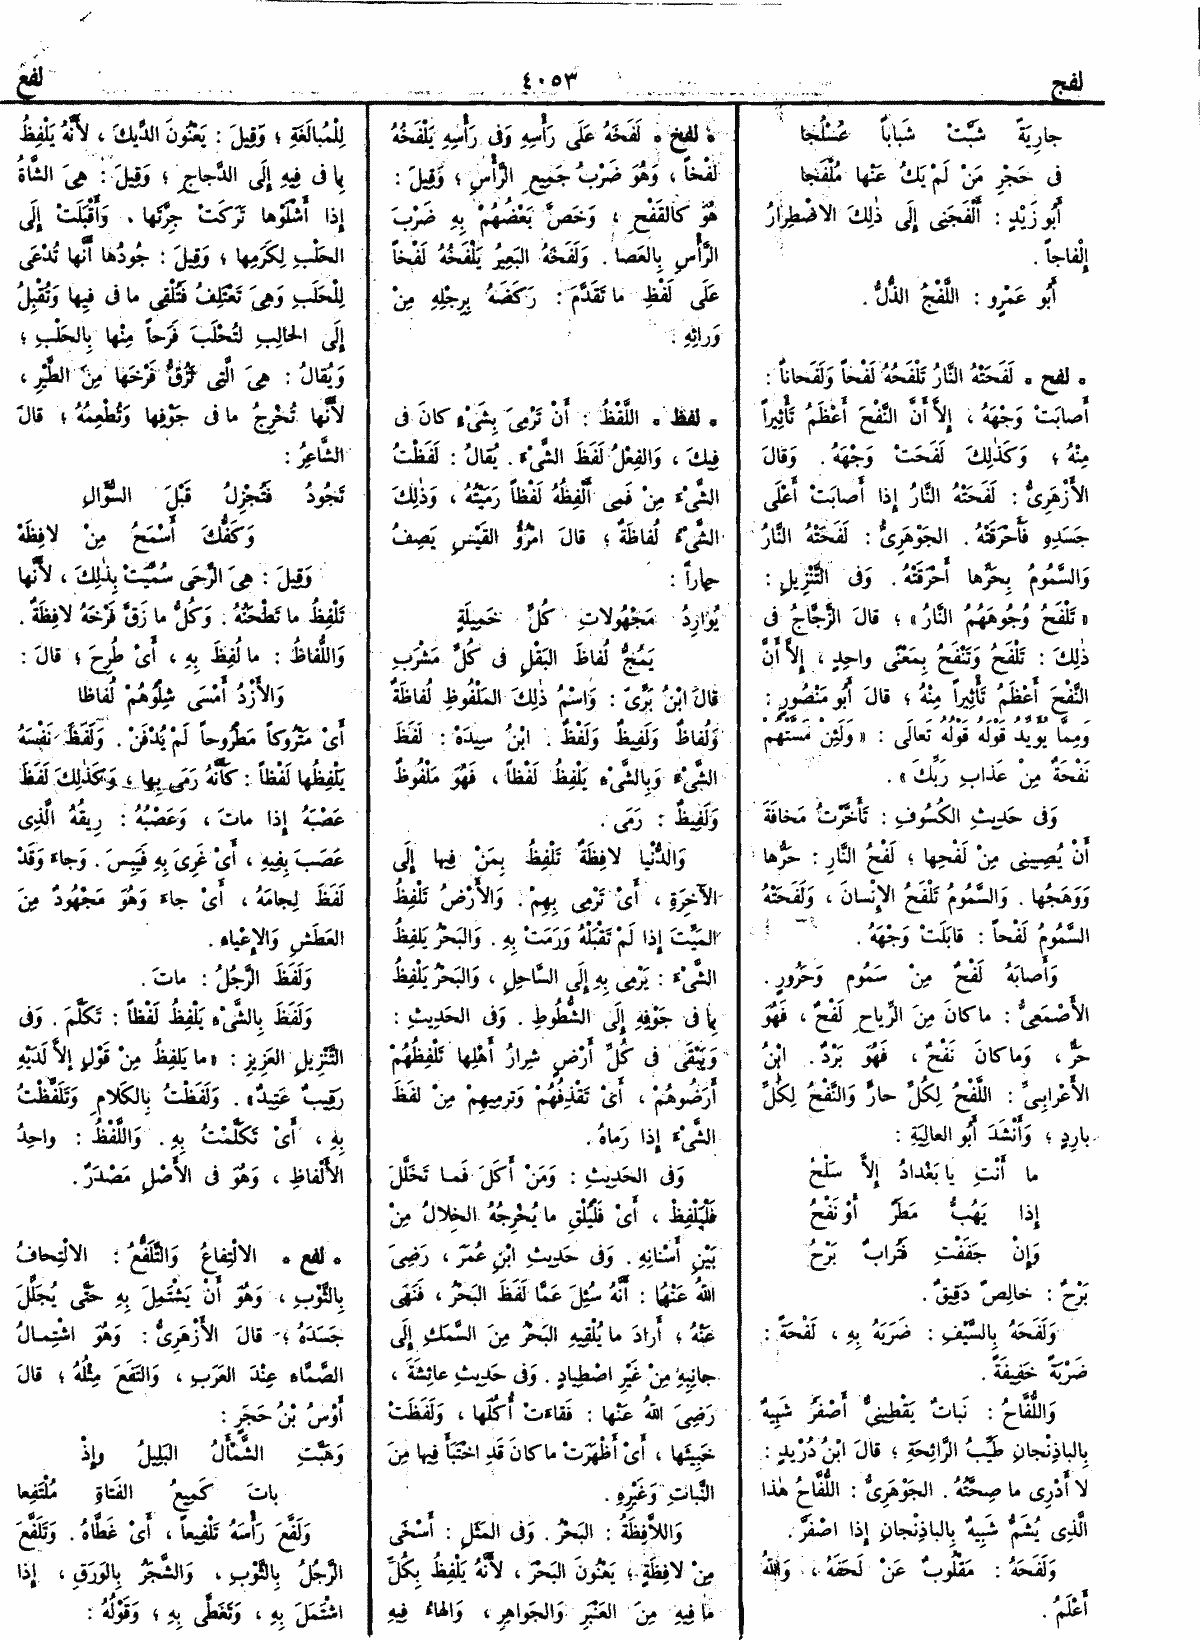 لفج
٤٠٥٣
لفع
جارِيَةً شَبَّتْ شَباباً عُسْلُجا
فى حَجْرِ مَنْ لَمْ يَكُ عَنْها مُلْفَجَا
أَبُو زَيْدٍ : أَلْفَجَنِى إِلَى ذٰلِكَ الاضْطِرارُ
إِلْفاجاً .
أَبُو عَمْرٍو : اللَّفْجُ الذُّلُّ .
• لفح • لَفَحَتْهُ النَّارُ تَلْفَحُهُ لَفْحاً وَلَفَحاناً :
أَصابَتْ وَجْهَهُ ، إِلاَّ أَنَّ النَّفْحَ أَعْظَمُ تَأْثِيراً
مِنْهُ ؛ وَكَذٰلِكَ لَفَحَتْ وَجْهَهُ . وَقالَ
الأَزْهَرِىُّ : لَفَحَتْهُ النَّارُ إِذا أَصابَتْ أَعْلَى
جَسَدِهِ فَأَحْرَقَتْهُ . الجَوْهَرِىُّ : لَفَحَتْهُ النَّارُ
وَالسَّمُومُ بِحَرِّها أَحْرَقَتْهُ . وَفى التَّنْزِيلِ :
« تَلْفَحُ وُجُوهَهُمُ النَّارُ » ؛ قالَ الزَّجَّاجُ فى
ذٰلِكَ : تَلْفَحُ وَتَنْفَحُ بِمَعْنًى واحِدٍ ، إِلاَّ أَنَّ
النَّفْحَ أَعْظَمُ تَأْثِيراً مِنْهُ ؛ قالَ أَبُو مَنْصُورٍ :
وَمِمَّا يُؤَيِّدُ قَوْلَهُ قَوْلُهُ تَعالَى : « وَلَئِنْ مَسَّتْهُمْ
نَفْحَةٌ مِنْ عَذابِ رَبِّكَ » .
وَفى حَدِيثِ الكُسُوفِ : تَأَخَّرْتُ مَخافَةَ
أَنْ يُصِيبَنِى مِنْ لَفْحِها ؛ لَفْحُ النَّارِ : حَرُّها
وَوَهَجُها . وَالسَّمُومُ تَلْفَحُ الإِنْسانَ ، وَلَفَحَتْهُ
السَّمُومُ لَفْحاً : قابَلَتْ وَجْهَهُ .
وَأَصابَهُ لَفْحٌ مِنْ سَمُومٍ وَحَرُورٍ .
الأَصْمَعِىُّ : ما كانَ مِنَ الرِّياحِ لَفْحٌ ، فَهُوَ
حَرٌّ ، وَما كانَ نَفْحٌ ، فَهُوَ بَرْدٌ . ابْنُ
الأَعْرابِىِّ : اللَّفْحُ لِكُلِّ حارٍّ وَالنَّفْحُ لِكُلِّ
بارِدٍ ؛ وَأَنْشَدَ أَبُو العالِيَةِ :
ما أَنْتِ يا بَغْدادُ إِلاَّ سَلْحُ
إِذا يَهُبُّ مَطَرٌ أَوْ نَفْحُ
وَإِنْ جَفَفْتِ فَتُرابٌ بَرْحُ
بَرْحٌ : خالِصٌ دَقِيقٌ .
وَلَفَحَهُ بِالسَّيْفِ : ضَرَبَهُ بِهِ ، لَفْحَةً :
ضَرْبَةً خَفِيفَةً .
وَاللُّفَّاحُ : نَباتٌ يَقْطِينِىٌّ أَصْفَرُ شَبِيهٌ
بِالباذِنْجانِ طَيِّبُ الرَّائِحَةِ ؛ قالَ ابْنُ دُرَيْدٍ :
لا أَدْرِى ما صِحَّتُهُ . الجَوْهَرِىُّ : اللُّفَّاحُ هٰذا
الَّذِى يُشَمُّ شَبِيهٌ بِالباذِنْجانِ إِذا اصْفَرَّ .
وَلَفَحَهُ : مَقْلُوبٌ عَنْ لَحَفَهُ ، وَاللهُ
أَعْلَمُ .
• لفخ • لَفَخَهُ عَلَى رَأْسِهِ وَفى رَأْسِهِ يَلْفَخُهُ
لَفْخاً ، وَهُوَ ضَرْبُ جَمِيعِ الرَّأْسِ ؛ وَقِيلَ :
هُوَ كالقَفْخِ ؛ وَخَصَّ بَعْضُهُمْ بِهِ ضَرْبَ
الرَّأْسِ بِالعَصا . وَلَفَخَهُ البَعِيرُ يَلْفَخُهُ لَفْخاً
عَلَى لَفْظِ ما تَقَدَّمَ : رَكَضَهُ بِرِجْلِهِ مِنْ
وَرائِهِ .
• لفظ • اللَّفْظُ : أَنْ تَرْمِىَ بِشَىْءٍ كانَ فى
فِيكَ ، وَالفِعْلُ لَفَظَ الشَّىْءَ . يُقالُ : لَفَظْتُ
الشَّىْءَ مِنْ فَمِى أَلْفِظُهُ لَفْظاً رَمَيْتُهُ ، وَذٰلِكَ
الشَّىْءُ لُفاظَةٌ ؛ قالَ امْرُؤُ القَيْسِ يَصِفُ
حِماراً :
يُوارِدُ مَجْهُولاتِ كُلِّ خَمِيلَةٍ
يَمُجُّ لُفاظَ البَقْلِ فى كُلِّ مَشْرَبِ
قالَ ابْنُ بَرِّىّ : وَاسْمُ ذٰلِكَ المَلْفُوظِ لُفاظَةٌ
وَلُفاظٌ وَلَفِيظٌ وَلَفْظٌ . ابْنُ سِيدَهْ : لَفَظَ
الشَّىْءَ وَبِالشَّىْءِ يَلْفِظُ لَفْظاً ، فَهُوَ مَلْفُوظٌ
وَلَفِيظٌ : رَمَى .
وَالدُّنْيا لافِظَةٌ تَلْفِظُ بِمَنْ فِيها إِلَى
الآخِرَةِ ، أَىْ تَرْمِى بِهِمْ . وَالأَرْضُ تَلْفِظُ
المَيِّتَ إِذا لَمْ تَقْبَلْهُ وَرَمَتْ بِهِ . وَالبَحْرُ يَلْفِظُ
الشَّىْءَ : يَرْمِى بِهِ إِلَى السَّاحِلِ ، وَالبَحْرُ يَلْفِظُ
بِما فى جَوْفِهِ إِلَى الشُّطُوطِ . وَفى الحَدِيثِ :
وَيَبْقَى فى كُلِّ أَرْضٍ شِرارُ أَهْلِها تَلْفِظُهُمْ
أَرَضُوهُمْ ، أَىْ تَقْذِفُهُمْ وَتَرمِيهِمْ مِنْ لَفَظَ
الشَّىْءَ إِذا رَماهُ .
وَفى الحَدِيثِ : وَمَنْ أَكَلَ فَما تَخَلَّلَ
فَلْيَلْفِظْ ، أَىْ فَلْيُلْقِ ما يُخْرِجُهُ الخِلالُ مِنْ
بَيْنِ أَسْنانِهِ . وَفى حَدِيثِ ابْنِ عُمَرَ ، رَضِىَ
اللهُ عَنْهُما : أَنَّهُ سُئِلَ عَمَّا لَفَظَ البَحْرُ ، فَنَهَى
عَنْهُ ؛ أَرادَ ما يُلْقِيهِ البَحْرُ مِنَ السَّمَكِ إِلَى
جانِبِهِ مِنْ غَيْرِ اصْطِيادٍ . وَفى حَدِيثِ عائِشَةَ ،
رَضِىَ اللهُ عَنْها : فَقاءَتْ أُكُلَها ، وَلَفَظَتْ
خَبِيئَها ، أَىْ أَظْهَرَتْ ما كانَ قَدِ اخْتَبَأَ فِيها مِنَ
النَّباتِ وَغَيْرِهِ .
وَاللاَّفِظَةُ : البَحْرُ . وَفى المَثَلِ : أَسْخَى
مِنْ لافِظَةٍ ؛ يَعْنُونَ البَحْرَ ، لأَنَّهُ يَلْفِظُ بِكُلِّ
ما فِيهِ مِنَ العَنْبَرِ وَالجَواهِرِ ، وَالهاءُ فِيهِ
لِلْمُبالَغَةِ ؛ وَقِيلَ : يَعْنُونَ الدِّيكَ ، لأَنَّهُ يَلْفِظُ
بِما فى فِيهِ إِلَى الدَّجاجِ ؛ وَقِيلَ : هِىَ الشَّاةُ
إِذا أَشْلَوْها تَرَكَتْ جِرَّتَها . وَأَقْبَلَتْ إِلَى
الحَلْبِ لِكَرَمِها ؛ وَقِيلَ : جُودُها أَنَّها تُدْعَى
لِلْحَلَبِ وَهِىَ تَعْتَلِفُ فَتُلْقِى ما فى فِيها وَتُقْبِلُ
إِلَى الحالِبِ لتُحْلَبَ فَرَحاً مِنْها بِالحَلْبِ ؛
وَيُقالُ : هِىَ الَّتِى تَزُقُّ فَرْخَها مِنَ الطَّيْرِ ،
لأَنَّها تُخْرِجُ ما فى جَوْفِها وَتُطْعِمُهُ ؛ قالَ
الشَّاعِرُ :
تَجُودُ فَتُجْزِلُ قَبْلَ السُّؤَالِ
وَكَفُّكَ أَسْمَحُ مِنْ لافِظَهْ
وَقِيلَ : هِىَ الرَّحَى سُمِّيَتْ بِذٰلِكَ ، لأَنَّها
تَلْفِظُ ما تَطْحَنُهُ . وَكُلُّ ما زَقَّ فَرْخَهُ لافِظَةٌ .
وَاللُّفاظُ : ما لُفِظَ بِهِ ، أَىْ طُرِحَ ؛ قالَ :
وَالأَزْدُ أَمْسَى شِلْوُهُمْ لُفاظا
أَىْ مَتْرُوكاً مَطْرُوحاً لَمْ يُدْفَنْ . وَلَفَظَ نَفْسَهُ
يَلْفِظُها لَفْظاً : كَأَنَّهُ رَمَى بِها ، وَكَذٰلِكَ لَفَظَ
عَصْبَهُ إِذا ماتَ ، وَعَصْبُهُ : رِيقُهُ الَّذِى
عَصَبَ بِفِيهِ ، أَىْ غَرِىَ بِهِ فَيَبِسَ . وَجاءَ وَقَدْ
لَفَظَ لِجامَهُ ، أَىْ جاءَ وَهُوَ مَجْهُودٌ مِنَ
العَطَشِ وَالإِعْياءِ .
وَلَفَظَ الرَّجُلُ : ماتَ .
وَلَفَظَ بِالشَّىْءِ يَلْفِظُ لَفْظاً : تَكَلَّمَ . وَفى
التَّنْزِيلِ العَزِيزِ : « ما يَلْفِظُ مِنْ قَوْلٍ إِلاَّ لَدَيْهِ
رَقِيبٌ عَتِيدٌ » . وَلَفَظْتُ بِالكَلامِ وَتَلَفَّظْتُ
بِهِ ، أَىْ تَكَلَّمْتُ بِهِ . وَاللَّفْظُ : واحِدُ
الأَلْفاظِ ، وَهُوَ فى الأَصْلِ مَصْدَرٌ .
• لفع • الالْتِفاعُ وَالتَّلَفُّعُ : الالْتِحافُ
بِالثَّوْبِ ، وَهُوَ أَنْ يَشْتَمِلَ بِهِ حَتَّى يُجَلِّلَ
جَسَدَهُ ؛ قالَ الأَزْهَرِىُّ : وَهُوَ اشْتِمالُ
الصَّمَّاءِ عِنْدَ العَرَبِ ، وَالتَفَعَ مِثْلُهُ ؛ قالَ
أَوْسُ بْنُ حَجَرٍ :
وَهَبَّتِ الشَّمْأَلُ البَلِيلُ وإِذْ
باتَ كَمِيعُ الفَتاةِ مُلْتَفِعا
وَلَفَّعَ رَأْسَهُ تَلْفِيعاً ، أَىْ غَطَّاهُ . وَتَلَفَّعَ
الرَّجُلُ بِالثَّوْبِ ، وَالشَّجَرُ بِالوَرَقِ ، إِذا
اشْتَمَلَ بِهِ ، وَتَغَطَّى بِهِ ؛ وَقَوْلُهُ :